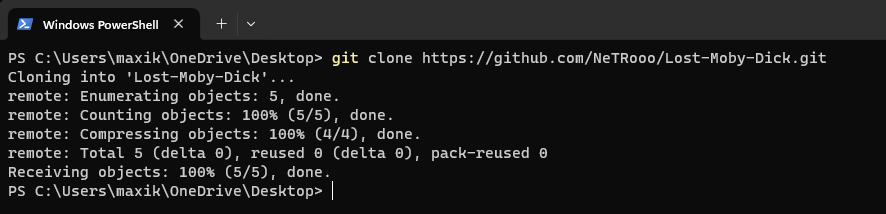 Windows PowerShell
PS C:\Users\maxik\OneDrive\Desktop> git clone https://github.com/NeTRooo/Lost-Moby-Dick.git
Cloning into 'Lost-Moby-Dick'...
remote: Enumerating objects: 5, done.
remote: Counting objects: 100% (5/5), done.
remote: Compressing objects: 100% (4/4), done.
remote: Total 5 (delta 0), reused 0 (delta 0), pack-reused 0
Receiving objects: 100% (5/5), done.
PS C:\Users\maxik\OneDrive\Desktop>